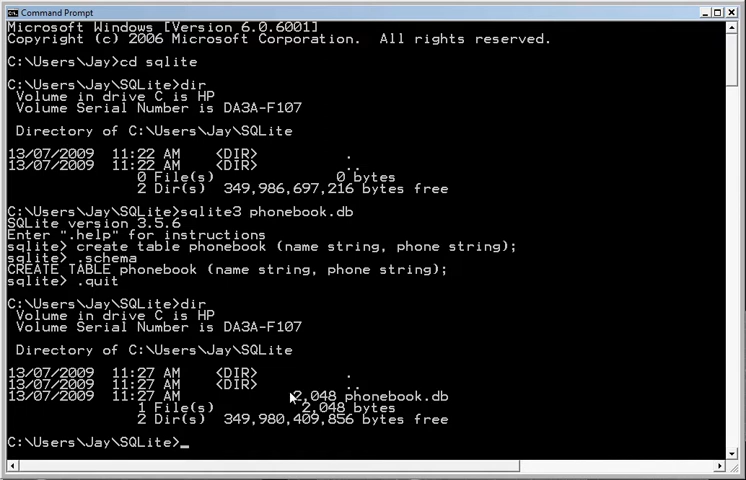 Command Prompt
Microsoft Windows [Version 6.0.6001]
Copyright (c) 2006 Microsoft Corporation.  All rights reserved.
C:\Users\Jay>cd sqlite
C:\Users\Jay\SQLite>dir
Volume in drive C is HP
Volume Serial Number is DA3A-F107
Directory of C:\Users\Jay\SQLite
13/07/2009  11:22 AM    <DIR>          .
13/07/2009  11:22 AM    <DIR>          ..
0 File(s)              0 bytes
2 Dir(s)  349,986,697,216 bytes free
C:\Users\Jay\SQLite>sqlite3 phonebook.db
SQLite version 3.5.6
Enter ".help" for instructions
sqlite> create table phonebook (name string, phone string);
sqlite> .schema
CREATE TABLE phonebook (name string, phone string);
sqlite> .quit
C:\Users\Jay\SQLite>dir
Volume in drive C is HP
Volume Serial Number is DA3A-F107
Directory of C:\Users\Jay\SQLite
13/07/2009  11:27 AM    <DIR>          .
13/07/2009  11:27 AM    <DIR>          ..
13/07/2009  11:27 AM             2,048 phonebook.db
1 File(s)          2,048 bytes
2 Dir(s)  349,980,409,856 bytes free
C:\Users\Jay\SQLite>_